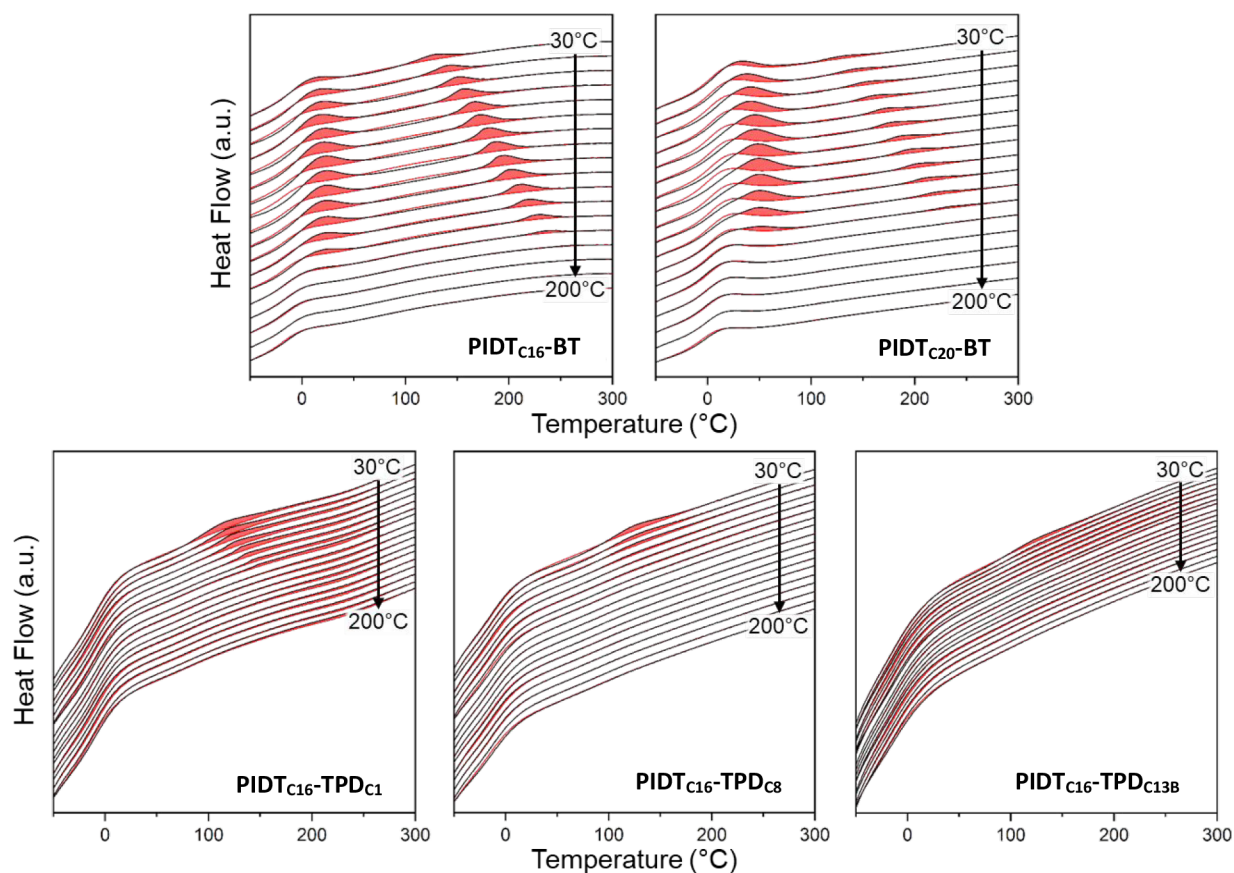 Heat Flow (a.u.)
30°C
200°C
PIDTC16-BT
0
100
200
300
30°C
200°C
PIDTC20-BT
0
100
200
300
Temperature (°C)
Heat Flow (a.u.)
30°C
200°C
PIDTC16-TPDC1
0
100
200
300
30°C
200°C
PIDTC16-TPDC8
0
100
200
300
30°C
200°C
PIDTC16-TPDC13B
0
100
200
300
Temperature (°C)